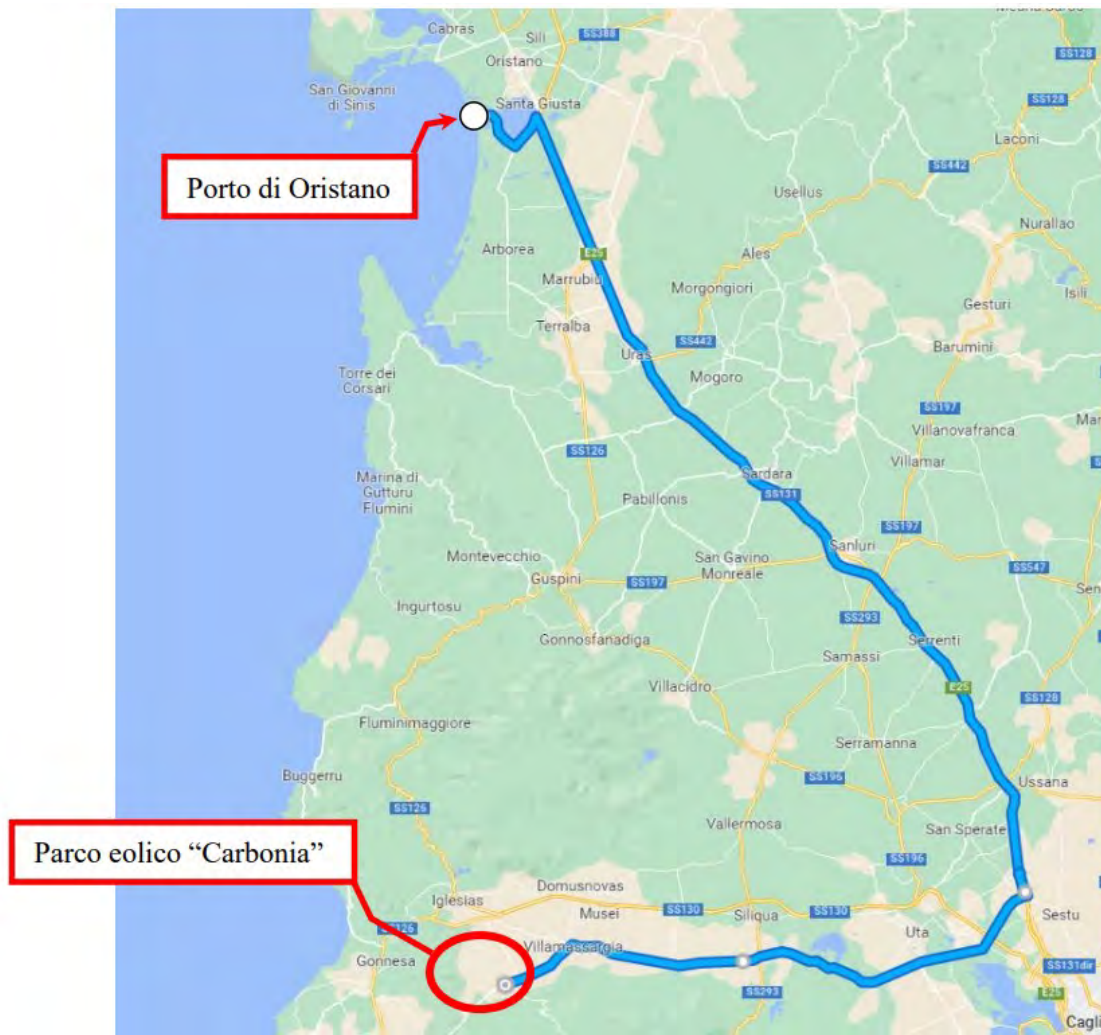 Cabras
Sili
SS388
SS128
Oristano
San Giovanni
di Sinis
Santa Giusta
SS128
Laconi
Porto di Oristano
SS442
Usellus
Nurallao
Arborea
E25
Ales
Marrubiu
Morgongiori
Isili
Gesturi
Terralba
SS442
Uras
Barumini
Torre dei
Corsari
Mogoro
SS197
Villanovafranca
SS126
Villamar
Marina di
Gutturu
Flumini
Sardara
SS131
Pabillonis
SS197
Sanluri
Montevecchio
San Gavino
Monreale
Guspini
SS197
SS547
Ingurtosu
SS293
Gonnosfanadiga
Serrenti
Samassi
Villacidro
E25
SS128
Fluminimaggiore
Serramanna
Buggerru
SS196
Ussana
SS126
Vallermosa
San Sperate
Parco eolico “Carbonia”
SS196
Domusnovas
Iglesias
Musei
SS130
Siliqua
SS130
Sestu
SS126
Uta
Villamassargia
Gonnesa
SS131dir
SS293
E25
Cagli